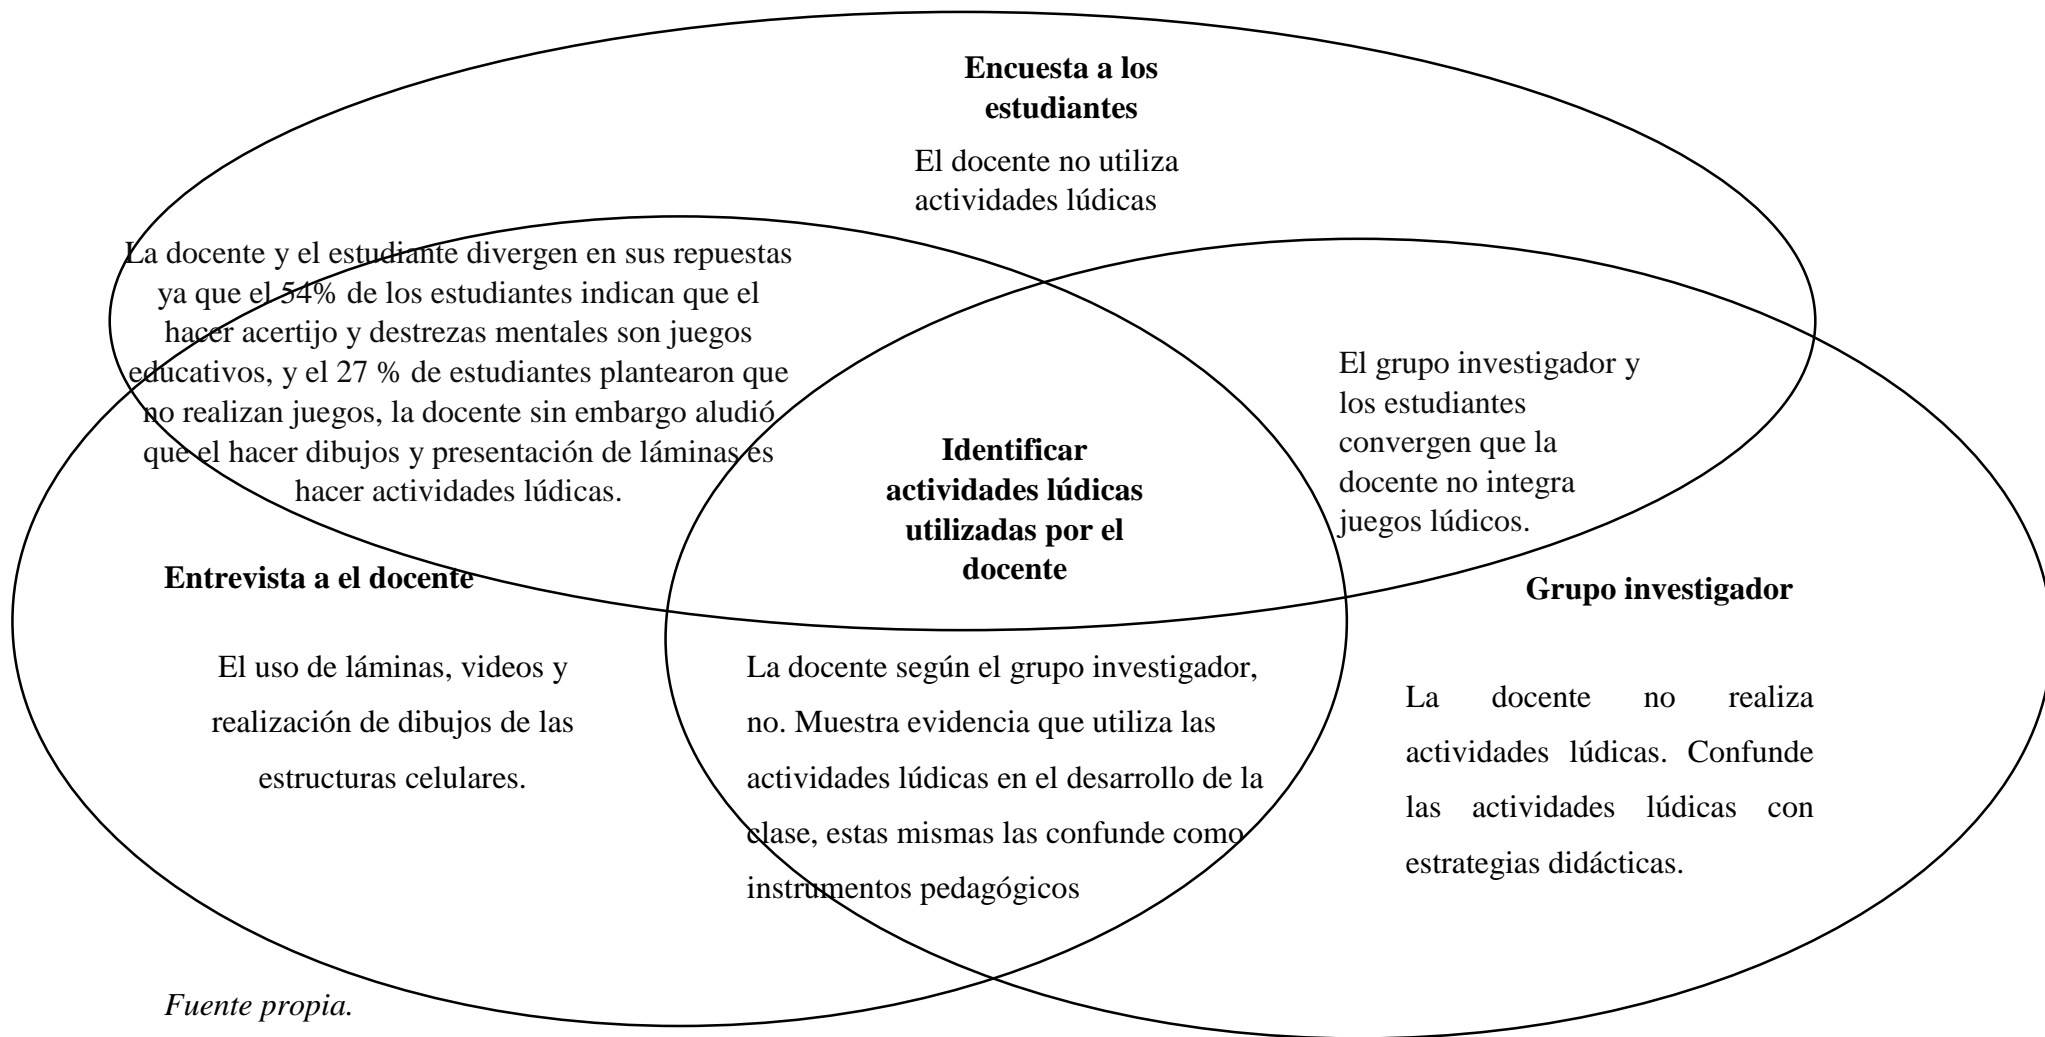 Encuesta a los
estudiantes
El docente no utiliza
actividades lúdicas
La docente y el estudiante divergen en sus repuestas
ya que el 54% de los estudiantes indican que el
hacer acertijo y destrezas mentales son juegos
educativos, y el 27 % de estudiantes plantearon que
no realizan juegos, la docente sin embargo aludió
que el hacer dibujos y presentación de láminas es
hacer actividades lúdicas.
El grupo investigador y
los estudiantes
convergen que la
docente no integra
juegos lúdicos.
Identificar
actividades lúdicas
utilizadas por el
docente
Entrevista a el docente
El uso de láminas, videos y
realización de dibujos de las
estructuras celulares.
La docente según el grupo investigador,
no. Muestra evidencia que utiliza las
actividades lúdicas en el desarrollo de la
clase, estas mismas las confunde como
instrumentos pedagógicos
Grupo investigador
La docente no realiza
actividades lúdicas. Confunde
las actividades lúdicas con
estrategias didácticas.
Fuente propia.